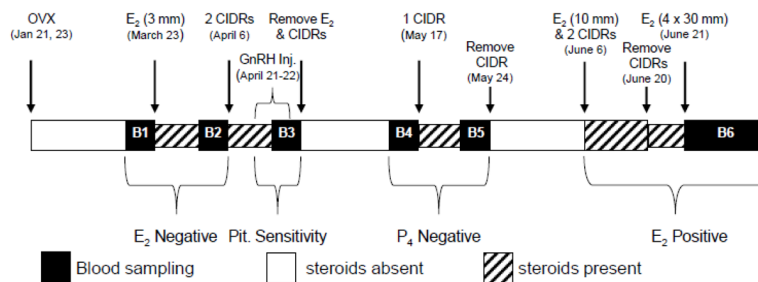 OVX
(Jan 21, 23)
E₂ (3 mm)
(March 23)
2 CIDRs
(April 6)
Remove E₂
& CIDRs
GnRH Inj.
(April 21-22)
1 CIDR
(May 17)
Remove
CIDR
(May 24)
E₂ (10 mm)
& 2 CIDRs
(June 6)
Remove
CIDRs
(June 20)
E₂ (4 x 30 mm)
(June 21)
B1
B2
B3
B4
B5
B6
E₂ Negative
Pit. Sensitivity
P₄ Negative
E₂ Positive
Blood sampling
steroids absent
steroids present